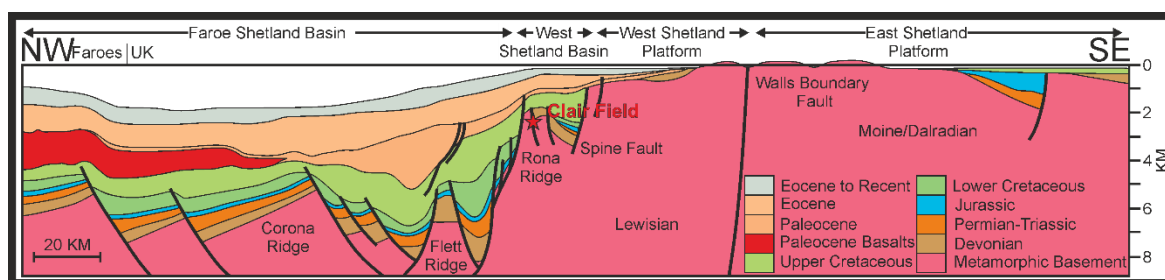 Faroe Shetland Basin
West
Shetland Basin
West Shetland
Platform
East Shetland
Platform
NW
Faroes|UK
SE
0
2
4
6
8
KM
Walls Boundary
Fault
Clair Field
Moine/Dalradian
Spine Fault
Rona
Ridge
Lewisian
Corona
Ridge
Flett
Ridge
20 KM
Eocene to Recent
Eocene
Paleocene
Paleocene Basalts
Upper Cretaceous
Lower Cretaceous
Jurassic
Permian-Triassic
Devonian
Metamorphic Basement